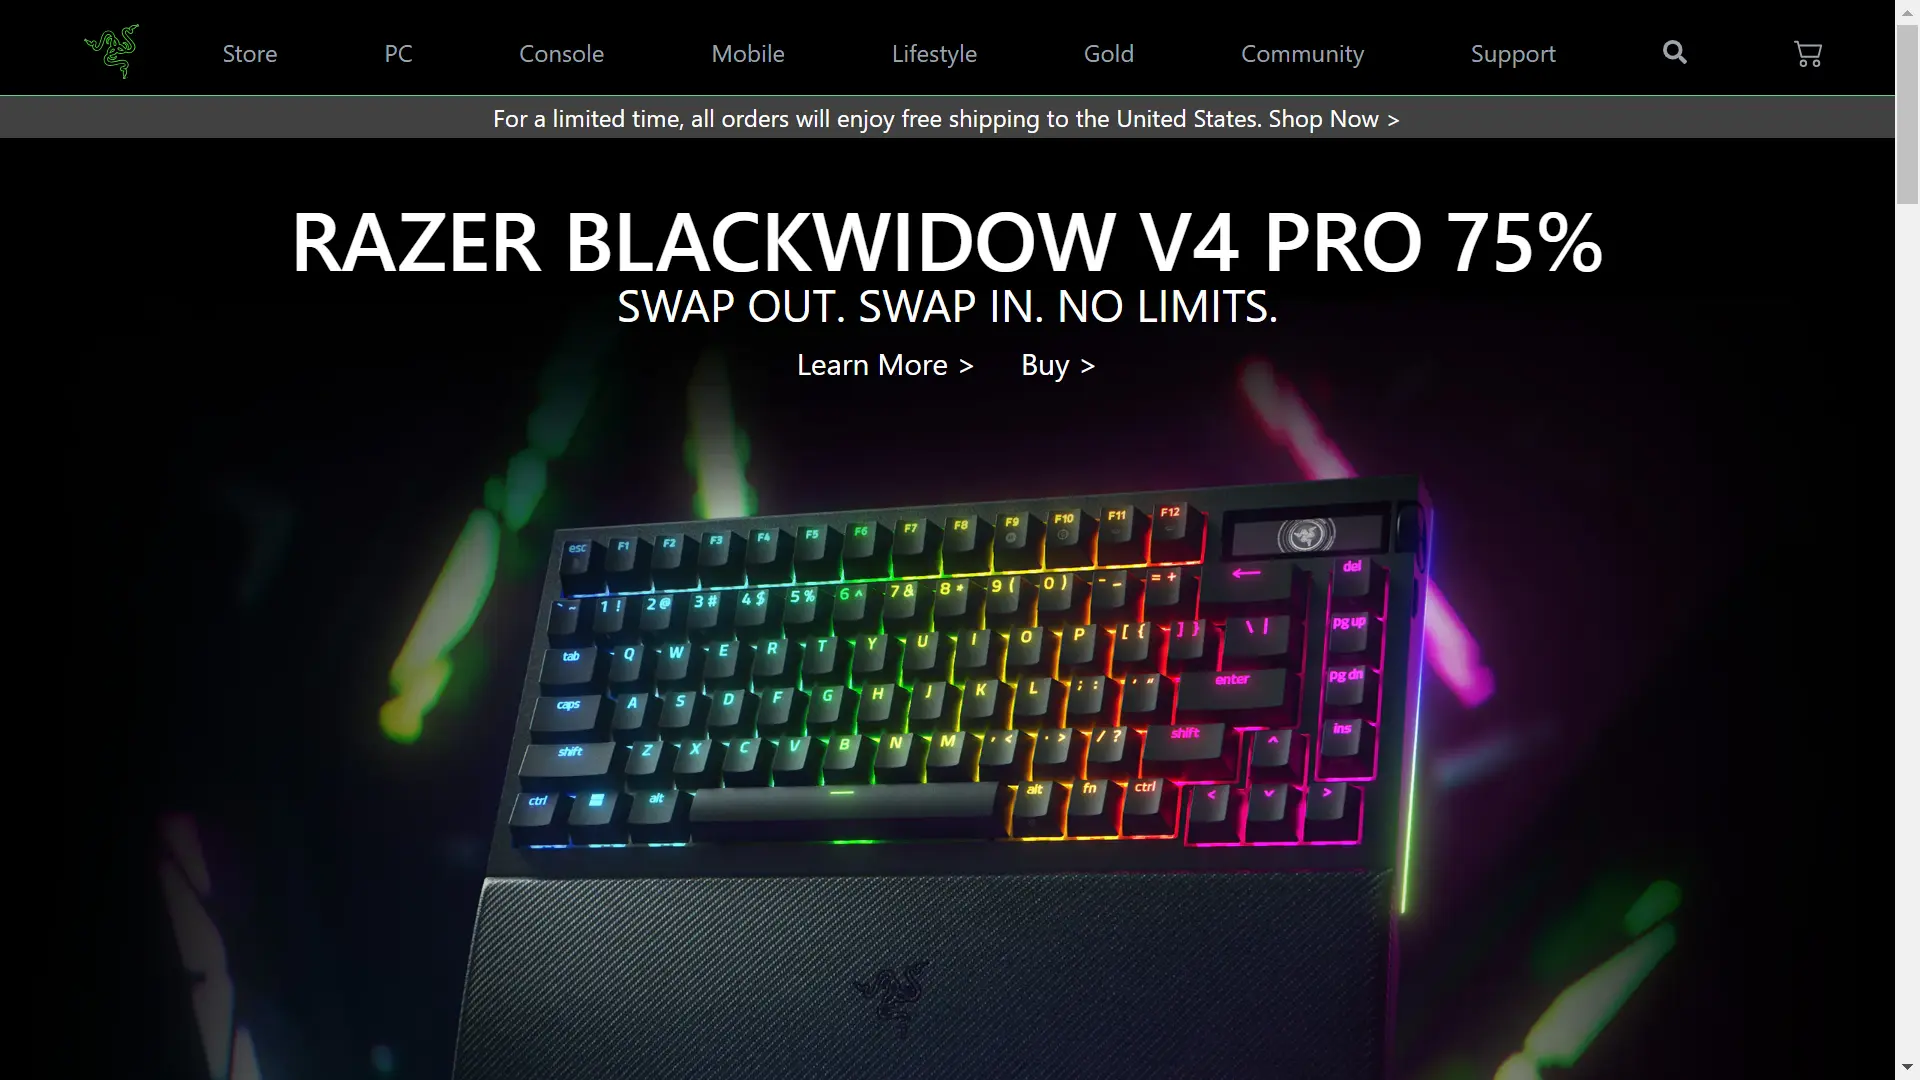 Store PC Console Mobile Lifestyle Gold Community Support
For a limited time, all orders will enjoy free shipping to the United States. Shop Now >
RAZER BLACKWIDOW V4 PRO 75%
SWAP OUT. SWAP IN. NO LIMITS.
Learn More > Buy >
esc F1 F2 F3 F4 F5 F6 F7 F8 F9 F10 F11 F12
` ~ 1 ! 2 @ 3 # 4 $ 5 % 6 ^ 7 & 8 * 9 ( 0 ) - _ = + ← del
tab Q W E R T Y U I O P [ { ] } \ | pg up
caps A S D F G H J K L ; : ' " enter pg dn
shift Z X C V B N M , < . > / ? shift ^ ins
ctrl alt — alt fn ctrl < v >